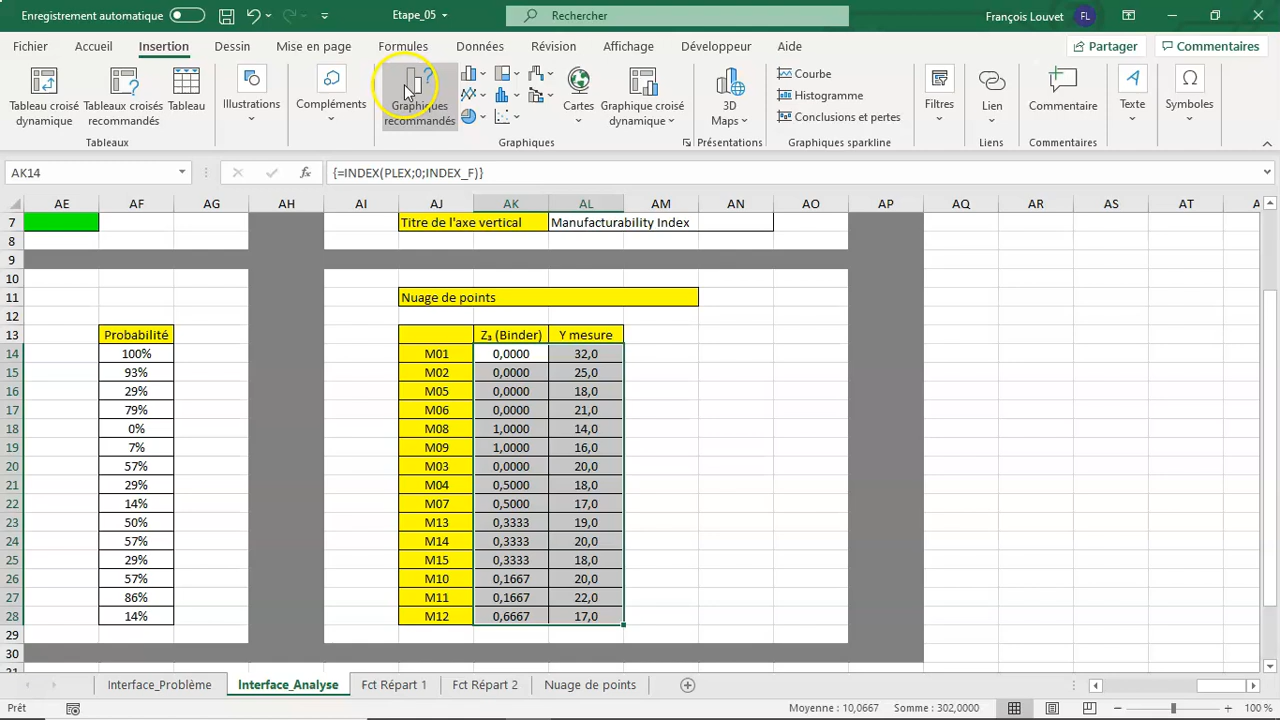 Enregistrement automatique
Etape_05
Rechercher
François Louvet
FL
Fichier Accueil Insertion Dessin Mise en page Formules Données Révision Affichage Développeur Aide
Partager
Commentaires
Tableau croisé dynamique
Tableaux croisés recommandés
Tableau
Illustrations
Compléments
Graphiques recommandés
Cartes
Graphique croisé dynamique
3D Maps
Courbe
Histogramme
Conclusions et pertes
Filtres
Lien
Commentaire
Texte
Symboles
Tableaux
Graphiques
Présentations
Graphiques sparkline
Liens
Commentaires
AK14
fx
{=INDEX(PLEX;0;INDEX_F)}
AE AF AG AH AI AJ AK AL AM AN AO AP AQ AR AS AT
7 Titre de l'axe vertical Manufacturability Index
8
9
10
11 Nuage de points
12
13 Probabilité Z₃ (Binder) Y mesure
14 100% M01 0,0000 32,0
15 93% M02 0,0000 25,0
16 29% M05 0,0000 18,0
17 79% M06 0,0000 21,0
18 0% M08 1,0000 14,0
19 7% M09 1,0000 16,0
20 57% M03 0,0000 20,0
21 29% M04 0,5000 18,0
22 14% M07 0,5000 17,0
23 50% M13 0,3333 19,0
24 57% M14 0,3333 20,0
25 29% M15 0,3333 18,0
26 57% M10 0,1667 20,0
27 86% M11 0,1667 22,0
28 14% M12 0,6667 17,0
29
30
Interface_Problème Interface_Analyse Fct Répart 1 Fct Répart 2 Nuage de points
Prêt
Moyenne : 10,0667 Somme : 302,0000
100 %